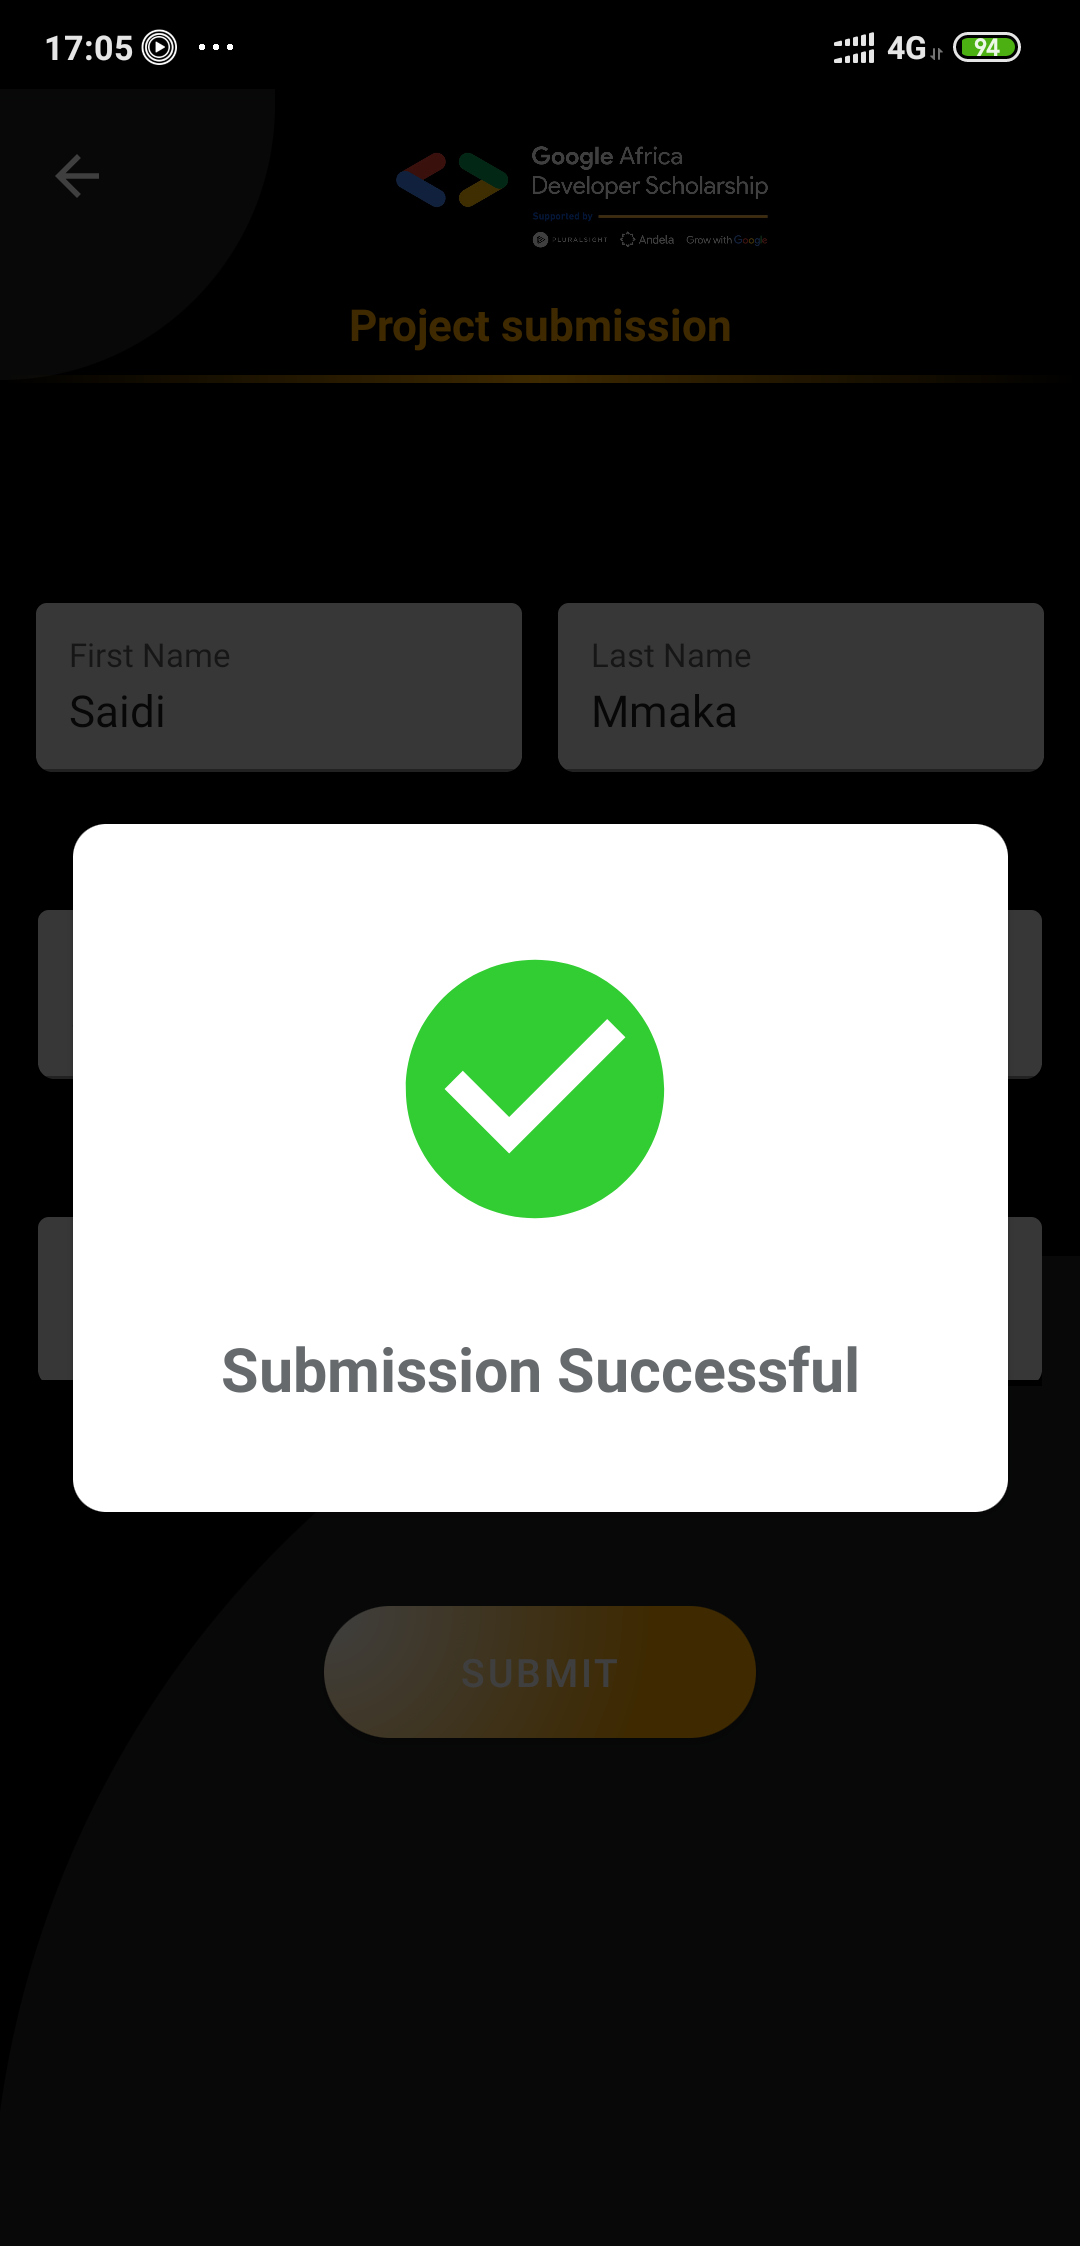 17:05
4G 94
Google Africa
Developer Scholarship
Supported by
PLURALSIGHT Andela Grow with Google
Project submission
First Name
Saidi
Last Name
Mmaka
Submission Successful
SUBMIT